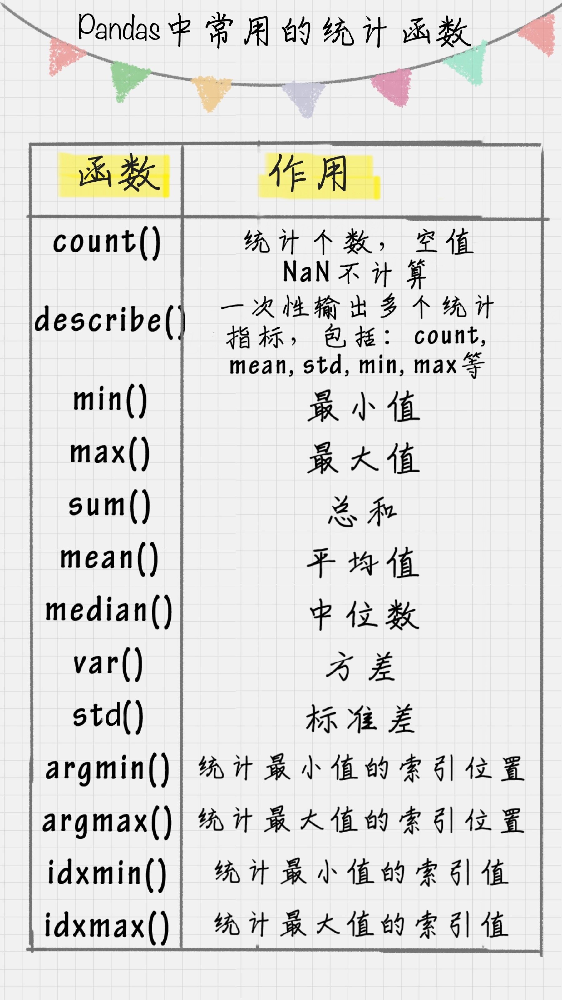 Pandas中常用的统计函数
函数 作用
count() 统计个数，空值
NaN不计算
describe() 一次性输出多个统计
指标，包括：count,
mean, std, min, max等
min() 最小值
max() 最大值
sum() 总和
mean() 平均值
median() 中位数
var() 方差
std() 标准差
argmin() 统计最小值的索引位置
argmax() 统计最大值的索引位置
idxmin() 统计最小值的索引值
idxmax() 统计最大值的索引值